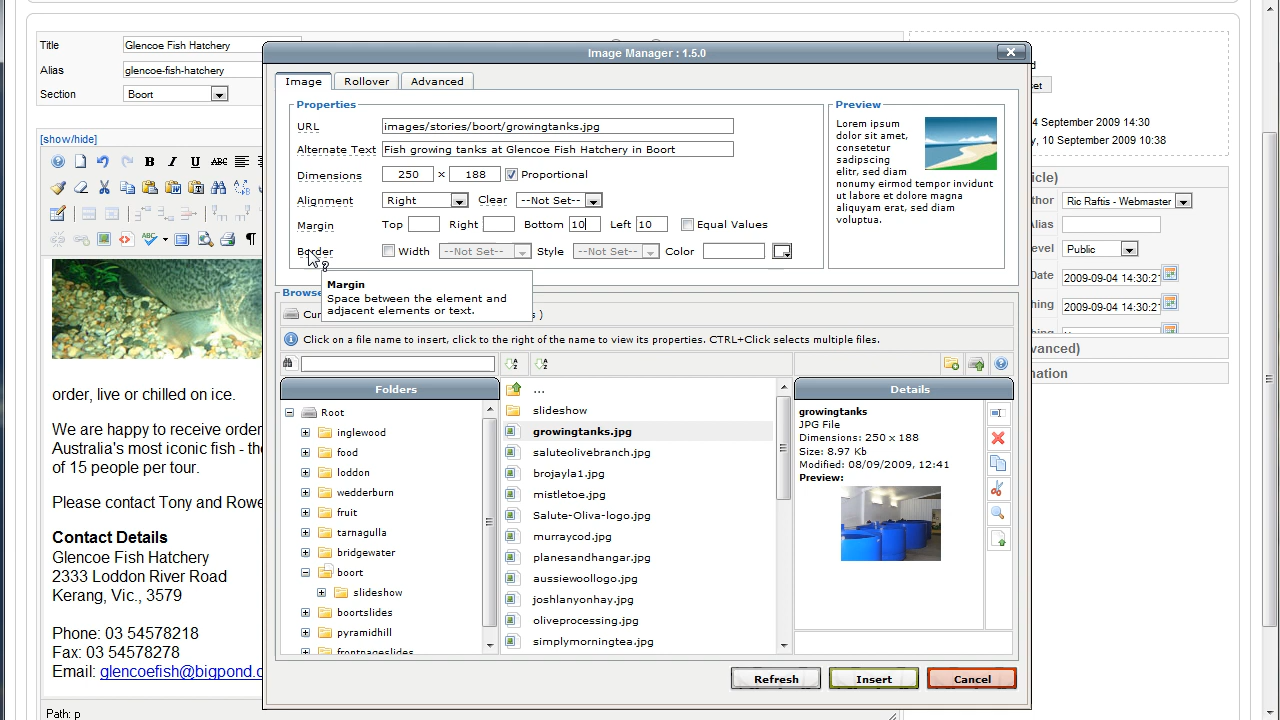 Title
Glencoe Fish Hatchery
Alias
glencoe-fish-hatchery
Section
Boort
[show/hide]
B I U ABC
order, live or chilled on ice.
We are happy to receive order
Australia's most iconic fish - the
of 15 people per tour.
Please contact Tony and Rowe
Contact Details
Glencoe Fish Hatchery
2333 Loddon River Road
Kerang, Vic., 3579
Phone: 03 54578218
Fax: 03 54578278
Email: glencoefish@bigpond.c
Path: p
Image Manager : 1.5.0
Image
Rollover
Advanced
Properties
URL
images/stories/boort/growingtanks.jpg
Alternate Text
Fish growing tanks at Glencoe Fish Hatchery in Boort
Dimensions
250 x 188
Proportional
Alignment
Right
Clear
--Not Set--
Margin
Top
Right
Bottom 10
Left 10
Equal Values
Border
Width
--Not Set--
Style
--Not Set--
Color
Preview
Lorem ipsum
dolor sit amet,
consetetur
sadipscing
elitr, sed diam
nonumy eirmod tempor invidunt
ut labore et dolore magna
aliquyam erat, sed diam
voluptua.
Margin
Space between the element and
adjacent elements or text.
Browse
Curr
)
Click on a file name to insert, click to the right of the name to view its properties. CTRL+Click selects multiple files.
Folders
Root
inglewood
food
loddon
wedderburn
fruit
tarnagulla
bridgewater
boort
slideshow
boortslides
pyramidhill
frontpageslides
...
slideshow
growingtanks.jpg
saluteolivebranch.jpg
brojayla1.jpg
mistletoe.jpg
Salute-Oliva-logo.jpg
murraycod.jpg
planesandhangar.jpg
aussiewoollogo.jpg
joshlanyonhay.jpg
oliveprocessing.jpg
simplymorningtea.jpg
Details
growingtanks
JPG File
Dimensions: 250 x 188
Size: 8.97 Kb
Modified: 08/09/2009, 12:41
Preview:
Refresh
Insert
Cancel
d
et
4 September 2009 14:30
y, 10 September 2009 10:38
icle)
hor
Ric Raftis - Webmaster
Alias
evel
Public
Date
2009-09-04 14:30:2
hing
2009-09-04 14:30:2
hing
vanced)
mation